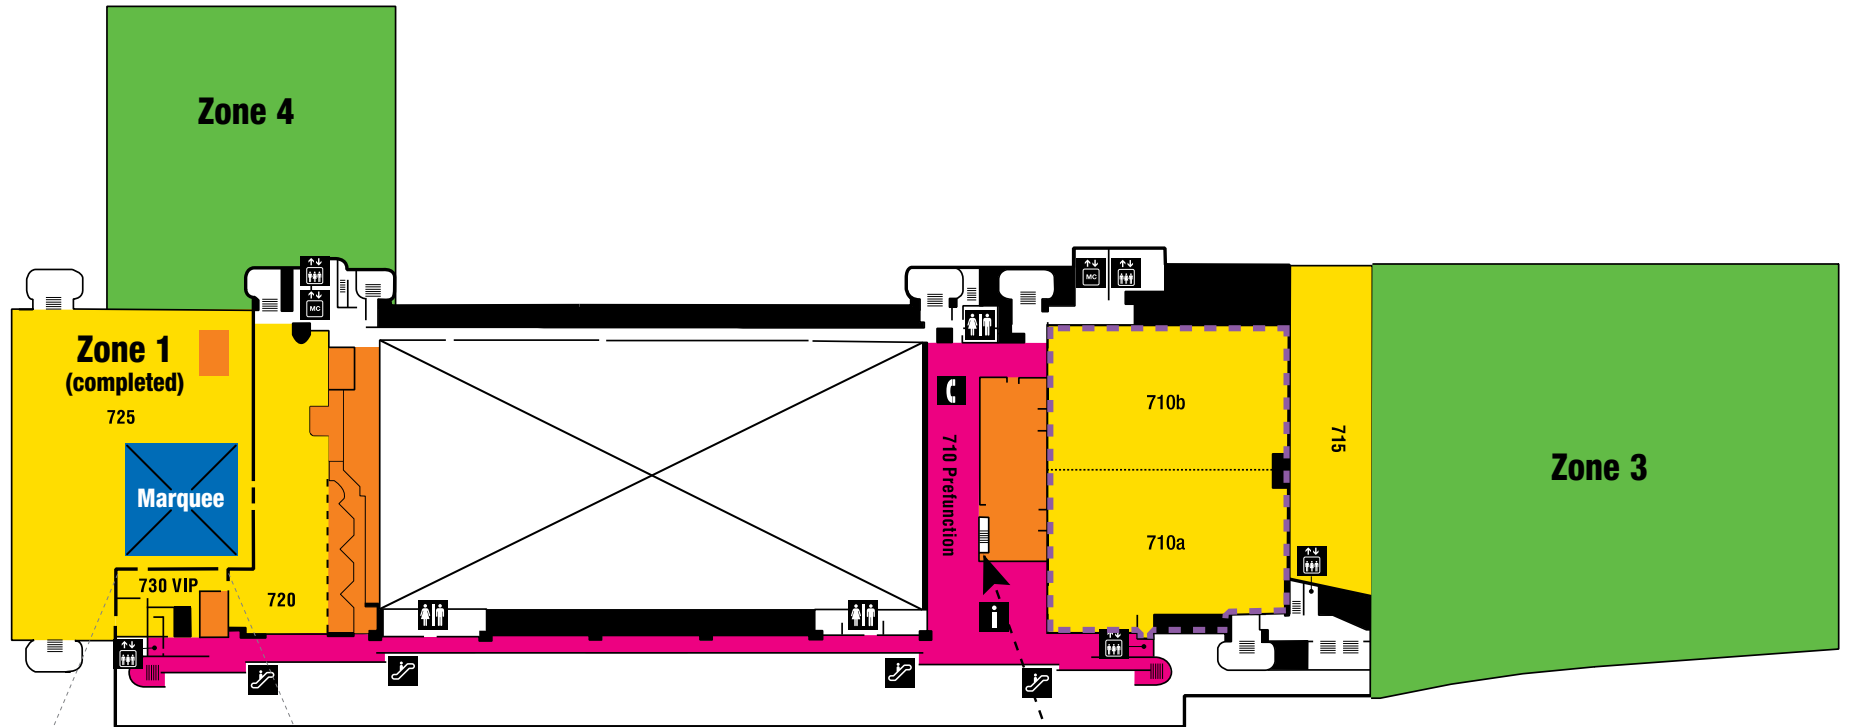 Zone 4
MC
MC
Zone 1
(completed)
725
Marquee
730 VIP
720
710 Prefunction
i
710b
710a
715
Zone 3